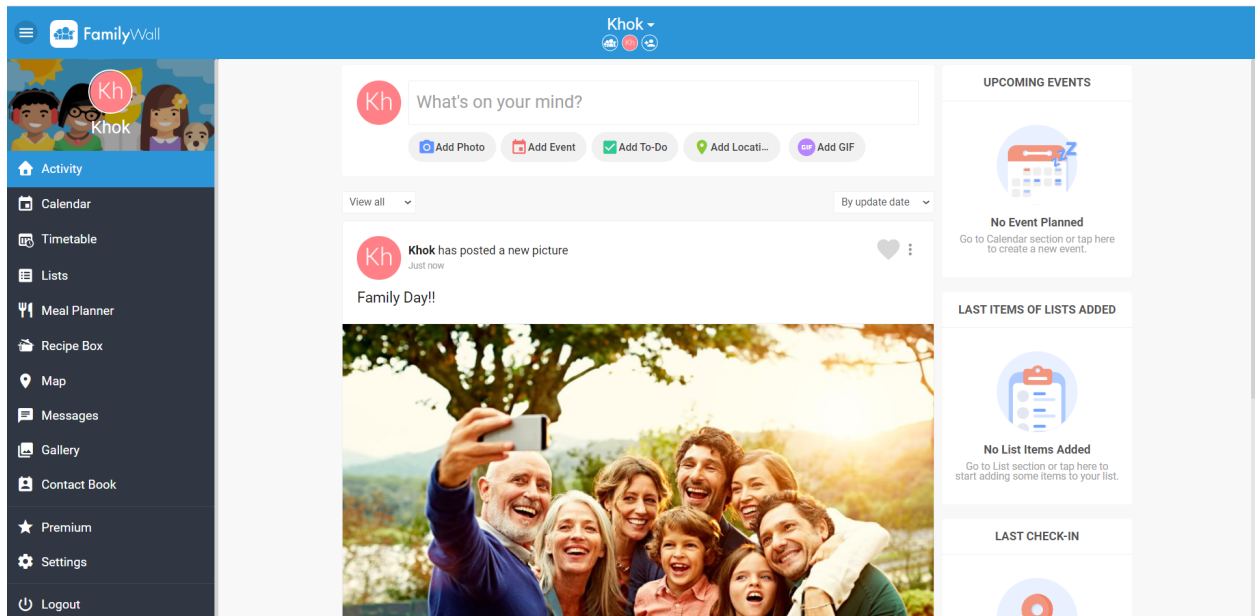 FamilyWall
Khok
Kh
Kh
Khok
Activity
Calendar
Timetable
Lists
Meal Planner
Recipe Box
Map
Messages
Gallery
Contact Book
Premium
Settings
Logout
Kh
What's on your mind?
Add Photo
Add Event
Add To-Do
Add Locati...
GIF Add GIF
View all
By update date
Kh
Khok has posted a new picture
Just now
Family Day!!
UPCOMING EVENTS
zzZ
No Event Planned
Go to Calendar section or tap here
to create a new event.
LAST ITEMS OF LISTS ADDED
No List Items Added
Go to List section or tap here to
start adding some items to your list.
LAST CHECK-IN